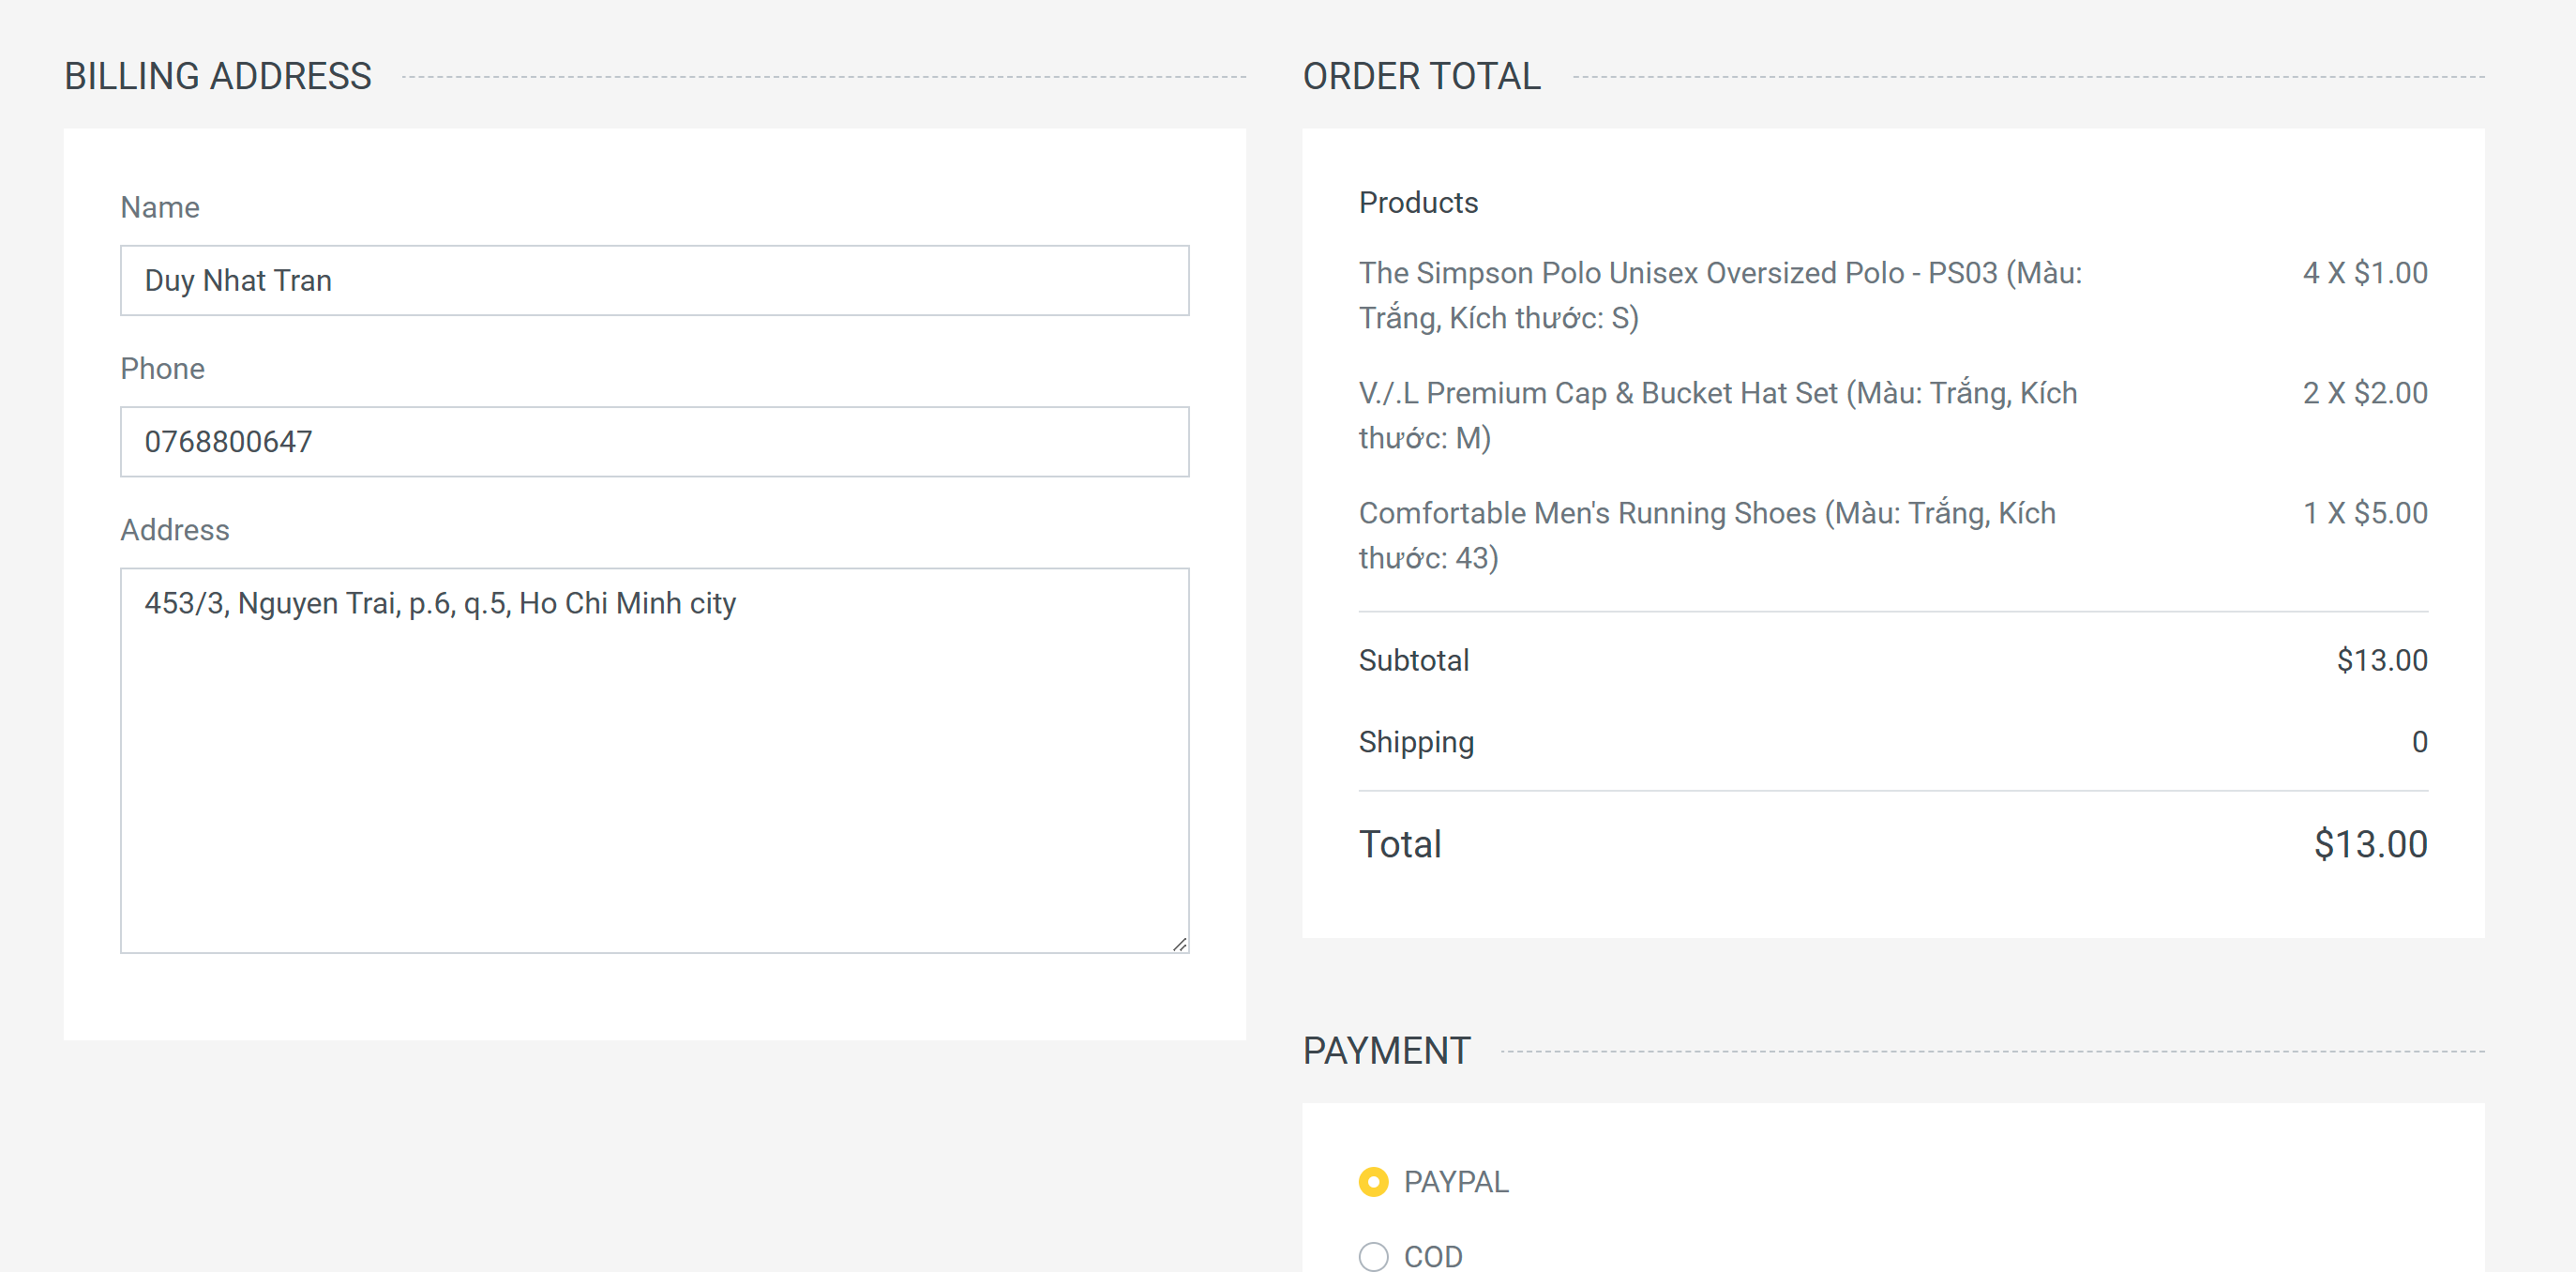 BILLING ADDRESS
Name
Duy Nhat Tran
Phone
0768800647
Address
453/3, Nguyen Trai, p.6, q.5, Ho Chi Minh city
ORDER TOTAL
Products
The Simpson Polo Unisex Oversized Polo - PS03 (Màu: 4 X $1.00
Trắng, Kích thước: S)
V./.L Premium Cap & Bucket Hat Set (Màu: Trắng, Kích 2 X $2.00
thước: M)
Comfortable Men's Running Shoes (Màu: Trắng, Kích 1 X $5.00
thước: 43)
Subtotal $13.00
Shipping 0
Total $13.00
PAYMENT
PAYPAL
COD